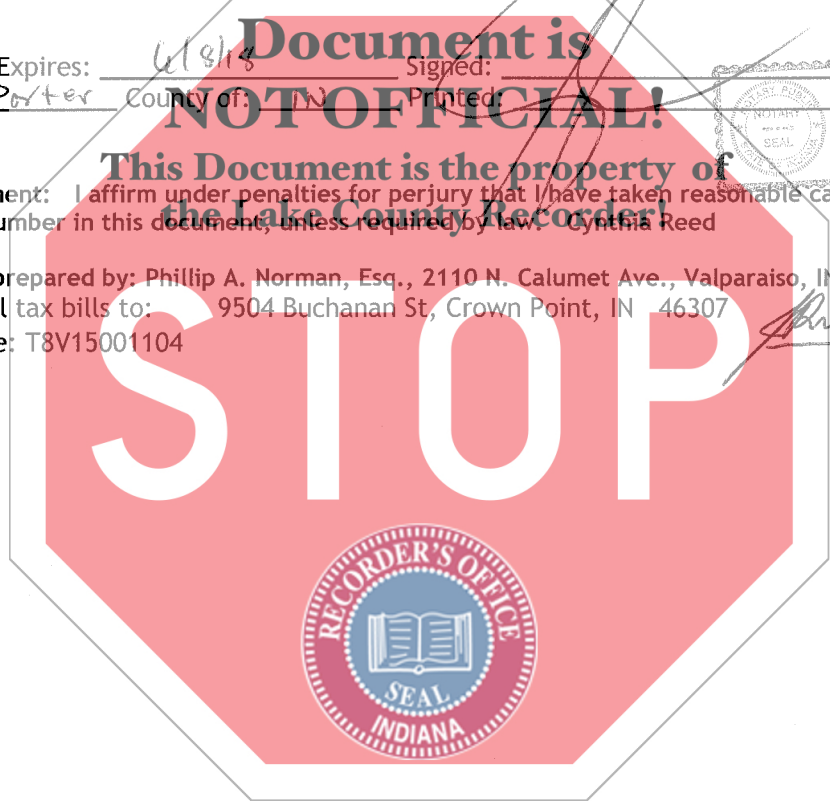 Document is
Expires: 6/8/18 Signed:
Porter County of: IN Printed:
NOT OFFICIAL!
NOTARY PUBLIC
NOTARY
SEAL
This Document is the property of
ment: I affirm under penalties for perjury that I have taken reasonable ca
the Lake County Recorder!
umber in this document, unless required by law. Cynthia Reed
prepared by: Phillip A. Norman, Esq., 2110 N. Calumet Ave., Valparaiso, IN
l tax bills to: 9504 Buchanan St, Crown Point, IN 46307
e: T8V15001104
STOP
RECORDER'S OFFICE
SEAL
INDIANA